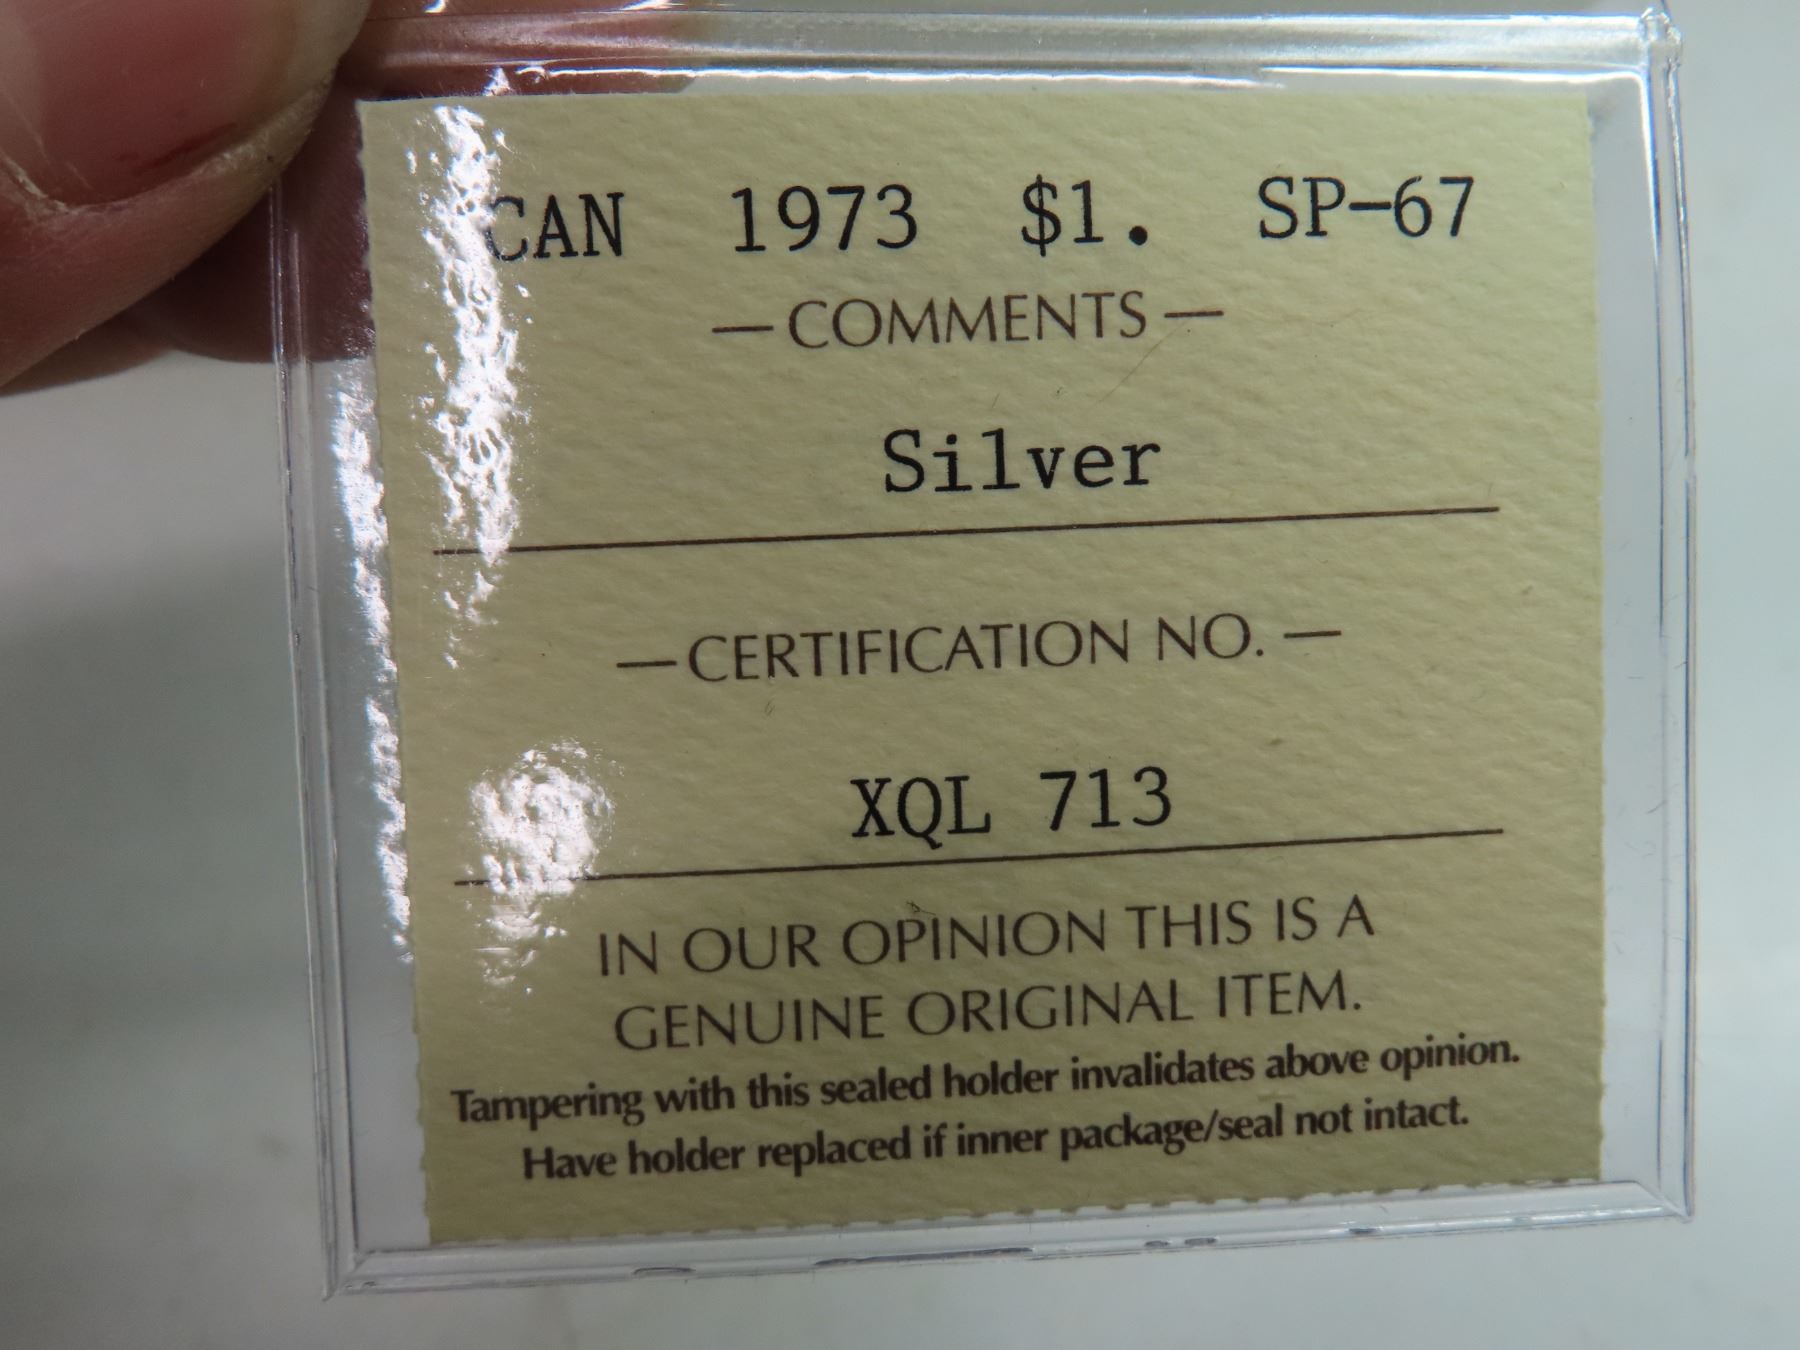 CAN 1973 $1. SP-67
— COMMENTS —
Silver
— CERTIFICATION NO. —
XQL 713
IN OUR OPINION THIS IS A
GENUINE ORIGINAL ITEM.
Tampering with this sealed holder invalidates above opinion.
Have holder replaced if inner package/seal not intact.